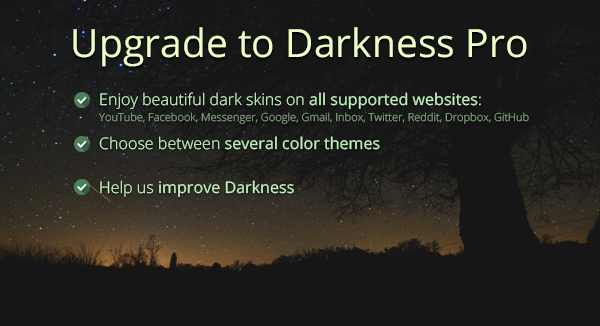 Upgrade to Darkness Pro
Enjoy beautiful dark skins on all supported websites:
YouTube, Facebook, Messenger, Google, Gmail, Inbox, Twitter, Reddit, Dropbox, GitHub
Choose between several color themes
Help us improve Darkness